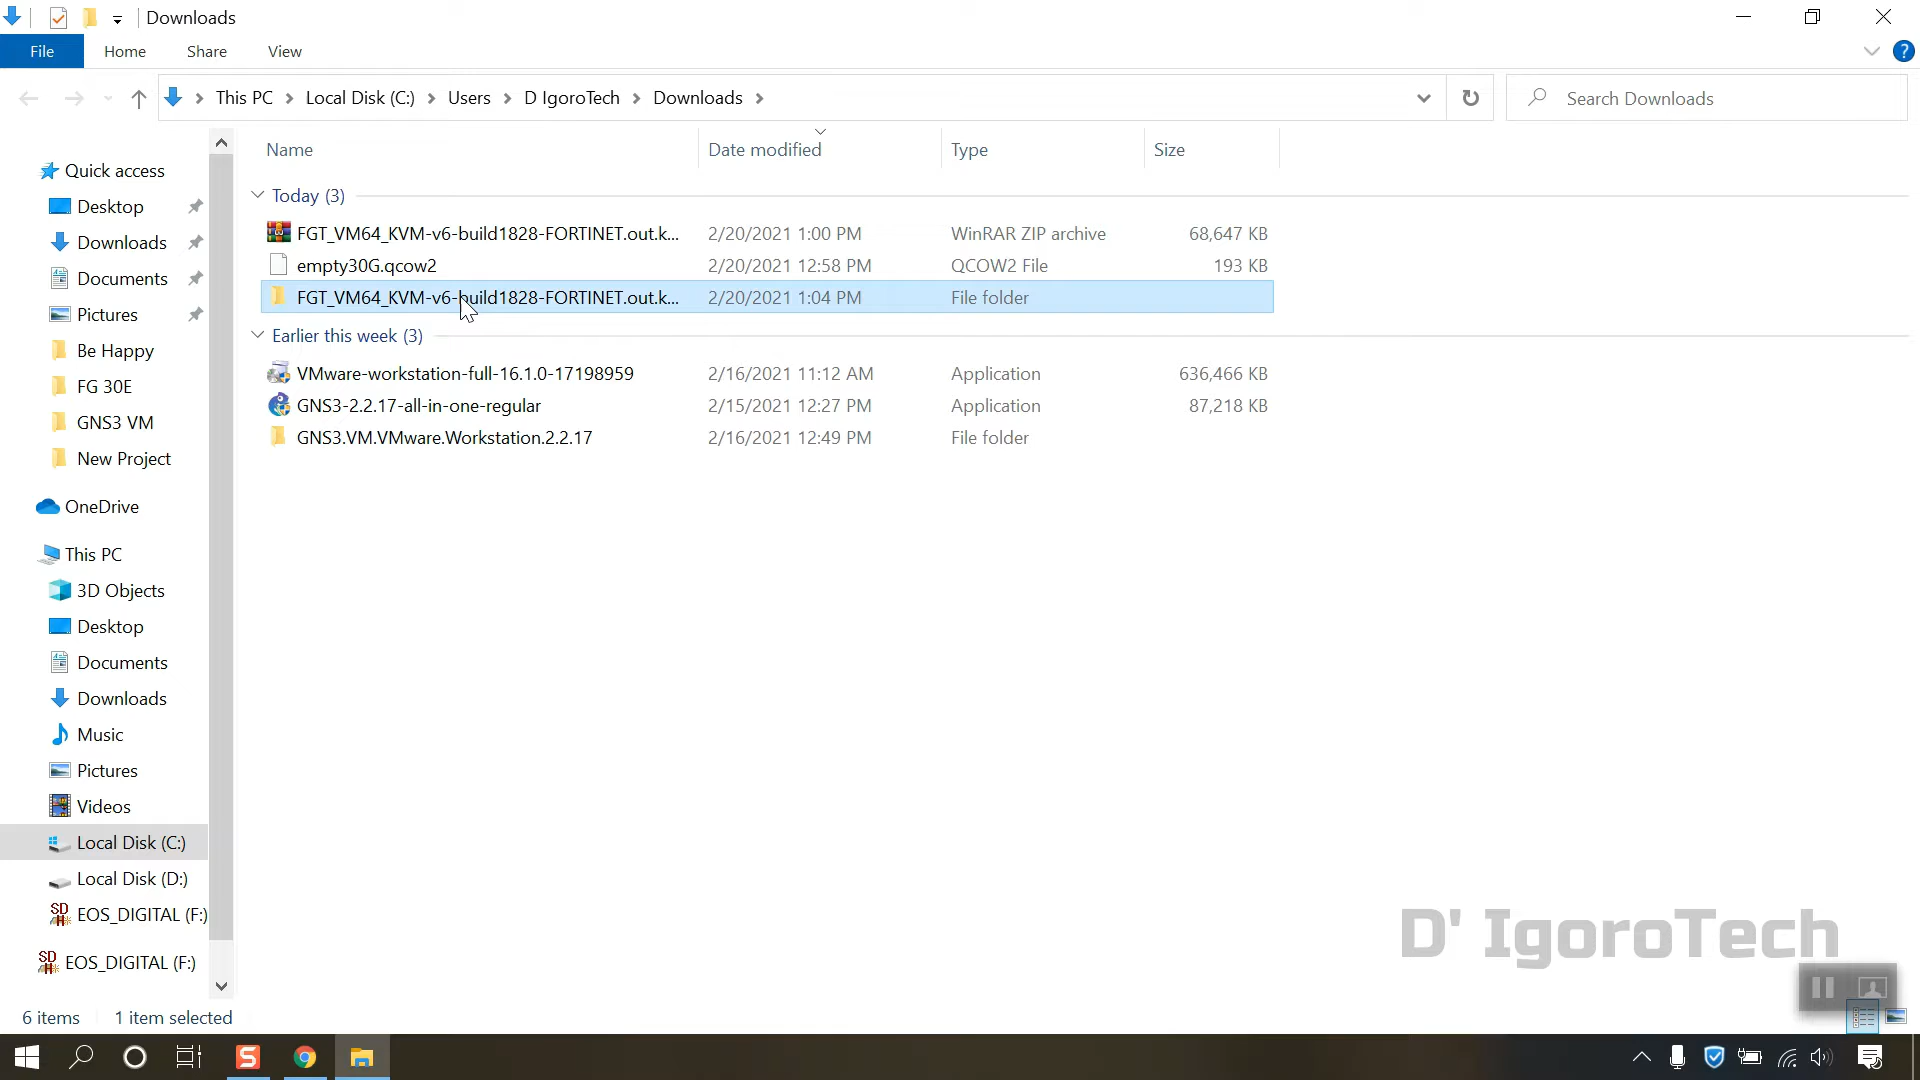 Downloads
File Home Share View
This PC Local Disk (C:) Users D IgoroTech Downloads
Search Downloads
Name Date modified Type Size
Quick access
Desktop
Downloads
Documents
Pictures
Be Happy
FG 30E
GNS3 VM
New Project
OneDrive
This PC
3D Objects
Desktop
Documents
Downloads
Music
Pictures
Videos
Local Disk (C:)
Local Disk (D:)
EOS_DIGITAL (F:)
EOS_DIGITAL (F:)
Today (3)
FGT_VM64_KVM-v6-build1828-FORTINET.out.k... 2/20/2021 1:00 PM WinRAR ZIP archive 68,647 KB
empty30G.qcow2 2/20/2021 12:58 PM QCOW2 File 193 KB
FGT_VM64_KVM-v6-build1828-FORTINET.out.k... 2/20/2021 1:04 PM File folder
Earlier this week (3)
VMware-workstation-full-16.1.0-17198959 2/16/2021 11:12 AM Application 636,466 KB
GNS3-2.2.17-all-in-one-regular 2/15/2021 12:27 PM Application 87,218 KB
GNS3.VM.VMware.Workstation.2.2.17 2/16/2021 12:49 PM File folder
D' IgoroTech
6 items 1 item selected